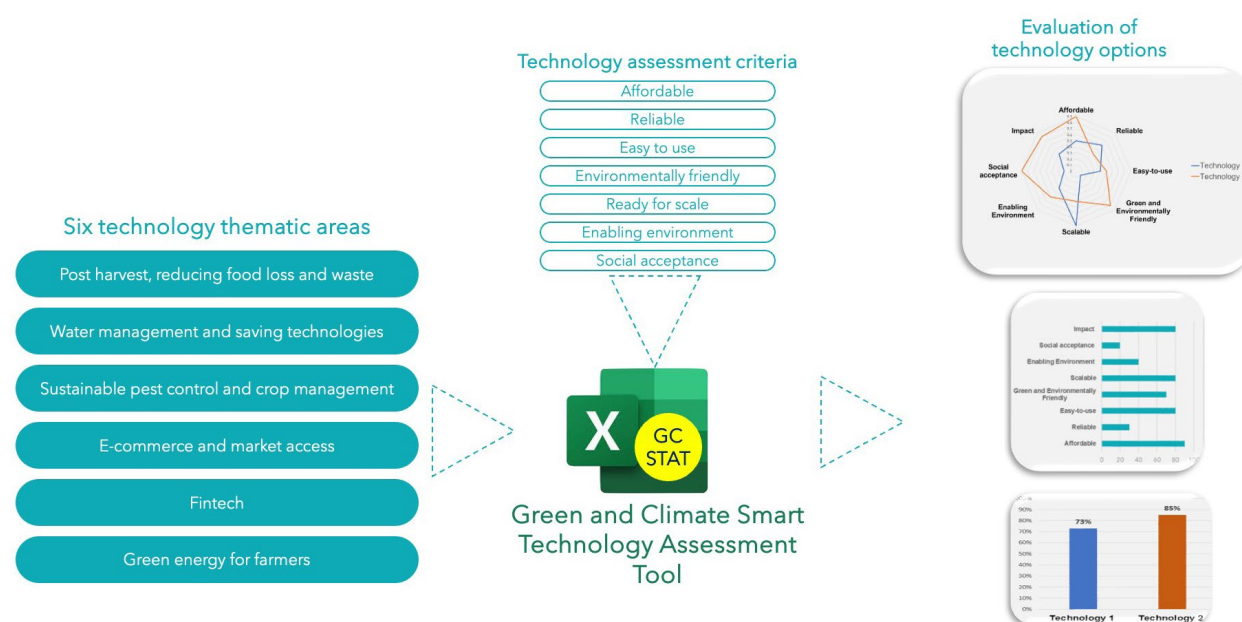 Six technology thematic areas
Post harvest, reducing food loss and waste
Water management and saving technologies
Sustainable pest control and crop management
E-commerce and market access
Fintech
Green energy for farmers
Technology assessment criteria
Affordable
Reliable
Easy to use
Environmentally friendly
Ready for scale
Enabling environment
Social acceptance
X
GC
STAT
Green and Climate Smart
Technology Assessment
Tool
Evaluation of
technology options
Affordable
Reliable
Easy-to-use
Green and
Environmentally
Friendly
Scalable
Enabling
Environment
Social
acceptance
Impact
Technology
Technology
Impact
Social acceptance
Enabling Environment
Scalable
Green and Environmentally
Friendly
Easy-to-use
Reliable
Affordable
0 20 40 60 80
90%
80%
70%
60%
50%
40%
30%
20%
10%
0%
73%
85%
Technology 1
Technology 2